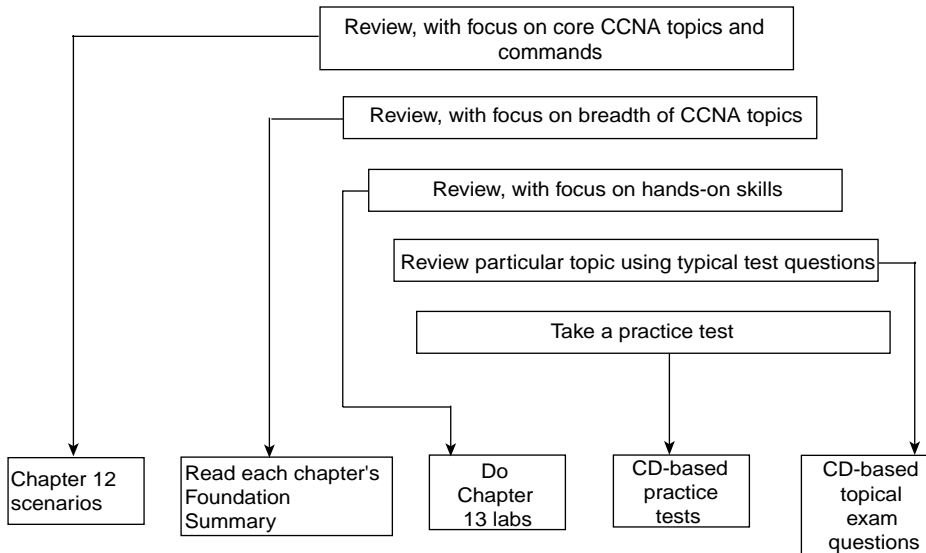 Review, with focus on core CCNA topics and
commands
Review, with focus on breadth of CCNA topics
Review, with focus on hands-on skills
Review particular topic using typical test questions
Take a practice test
Chapter 12
scenarios
Read each chapter's
Foundation
Summary
Do
Chapter
13 labs
CD-based
practice
tests
CD-based
topical
exam
questions